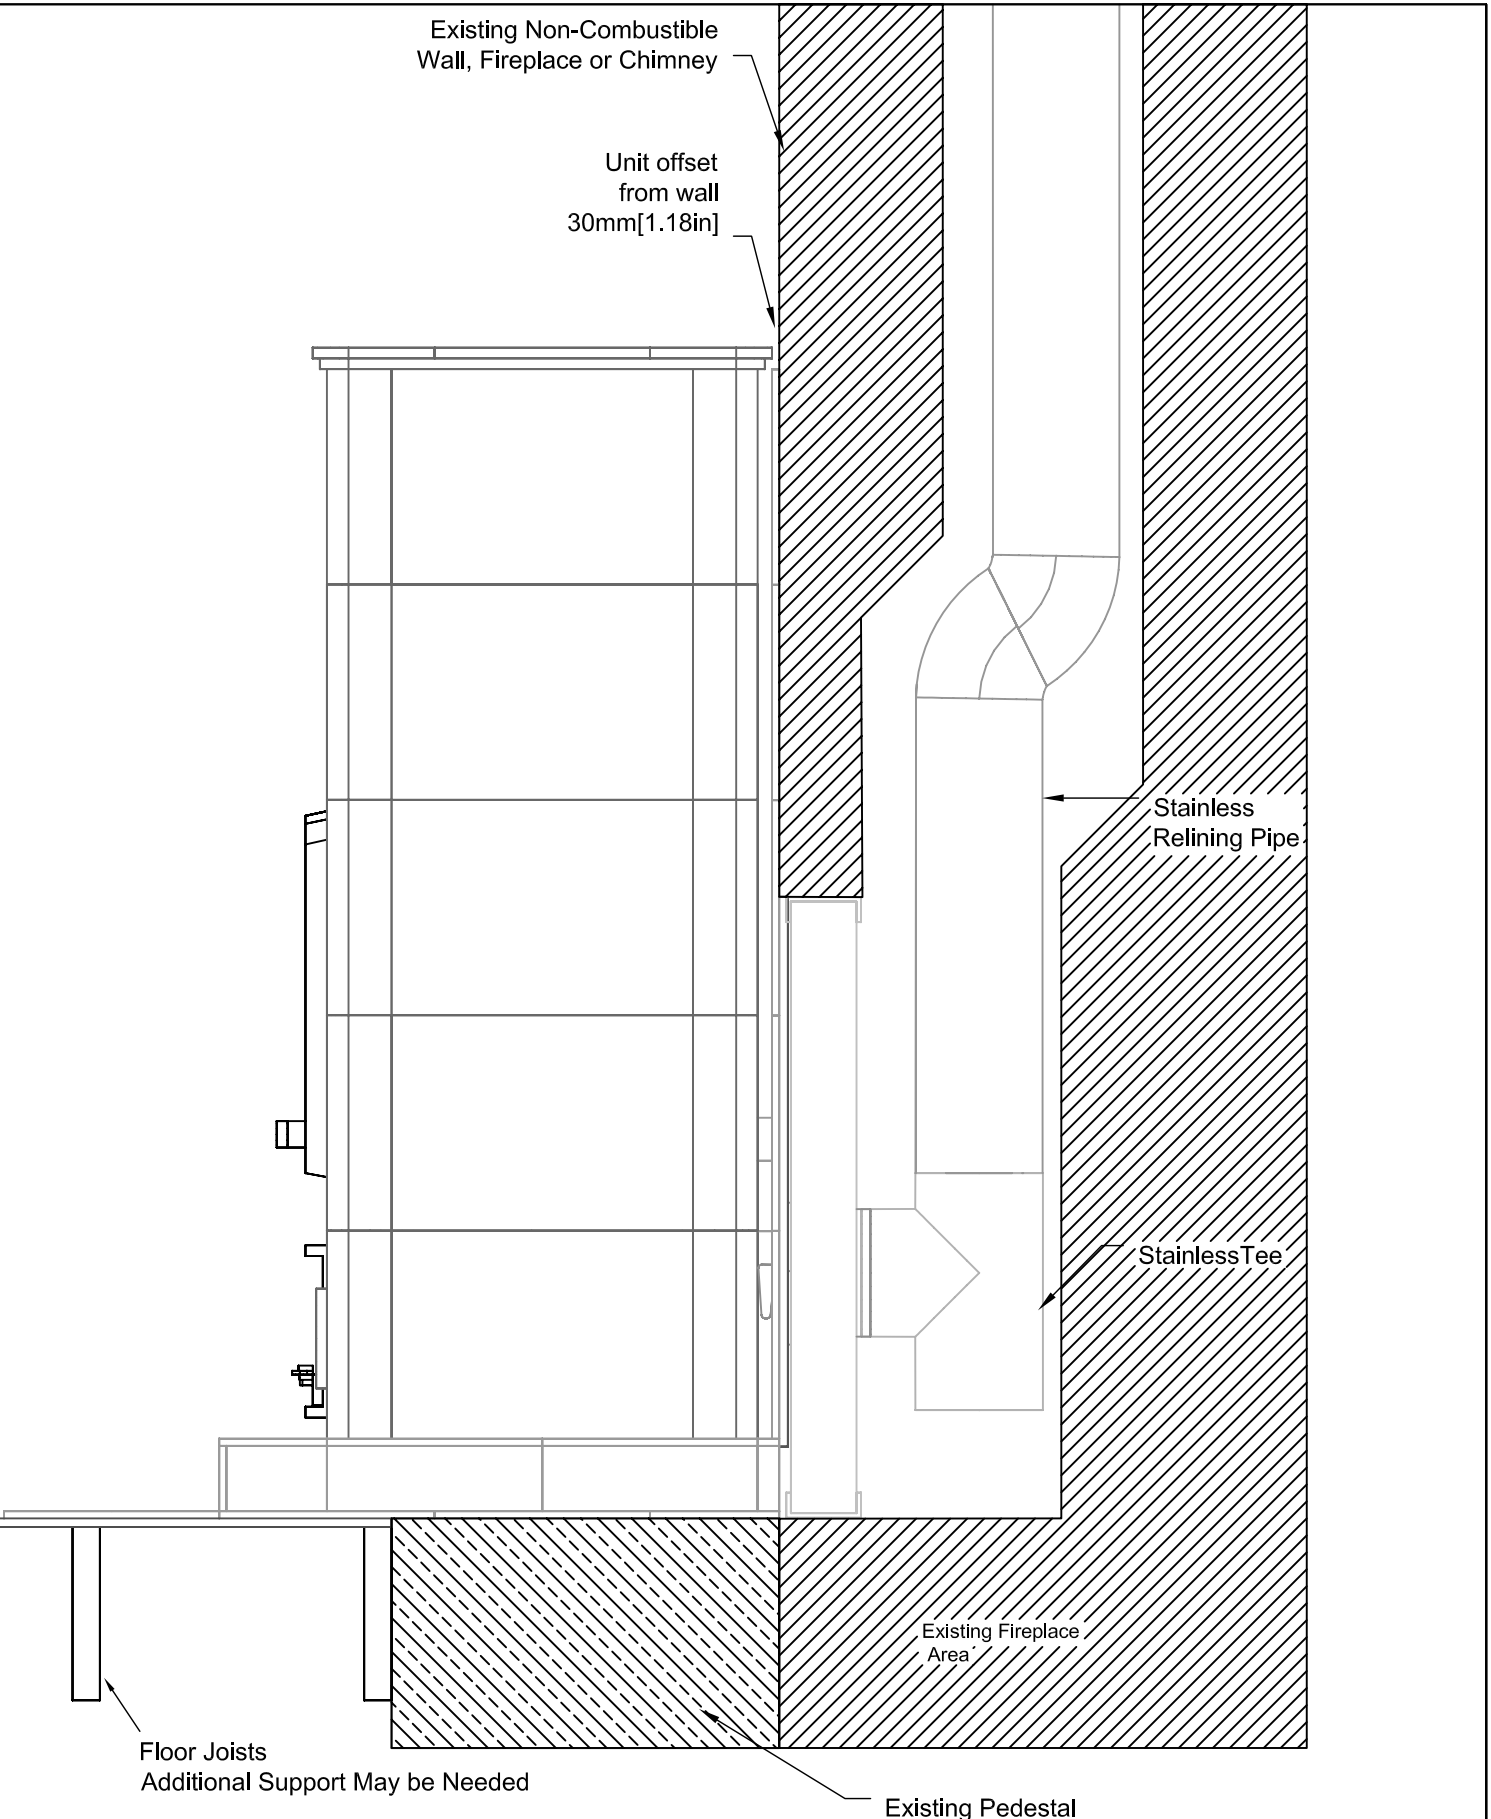 Existing Non-Combustible
Wall, Fireplace or Chimney
Unit offset
from wall
30mm[1.18in]
Stainless
Relining Pipe
StainlessTee
Existing Fireplace
Area
Floor Joists
Additional Support May be Needed
Existing Pedestal